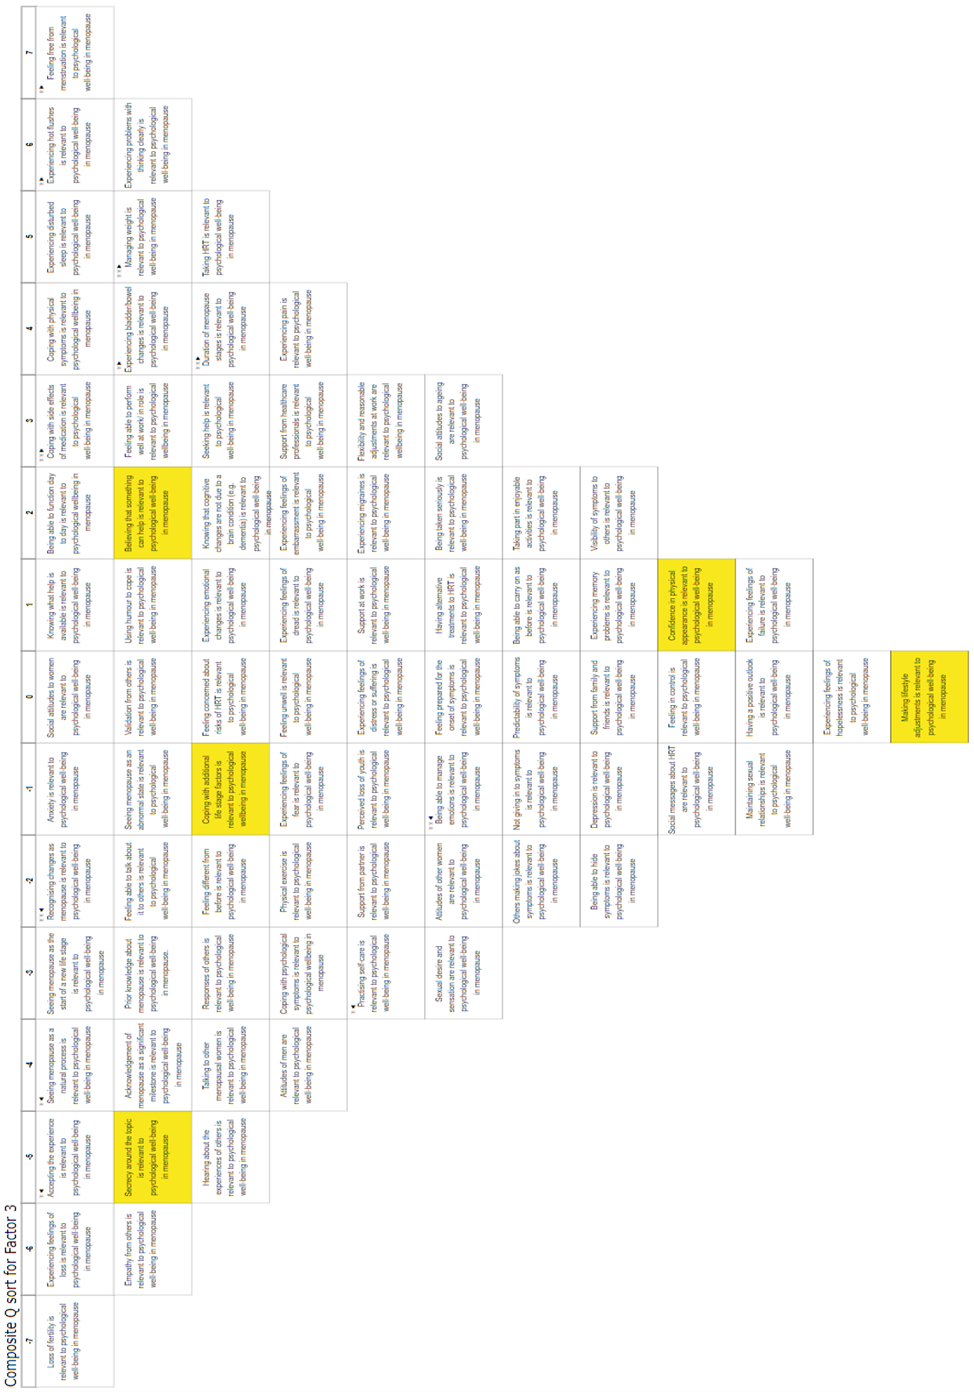 Composite Q sort for Factor 3
-7
Loss of fertility is
relevant to psychological
well-being in menopause
-6
Experiencing feelings of
loss is relevant to
psychological well-being
in menopause
Empathy from others is
relevant to psychological
well-being in menopause
-5
Accepting the experience
is relevant to
psychological well-being
in menopause
Secrecy around the topic
is relevant to
psychological well-being
in menopause
Hearing about the
experiences of others is
relevant to psychological
well-being in menopause
-4
Seeing menopause as a
natural process is
relevant to psychological
well-being in menopause
Acknowledgement of
menopause as a significant
milestone is relevant to
psychological well-being
in menopause
Talking to other
menopausal women is
relevant to psychological
well-being in menopause
Attitudes of men are
relevant to psychological
well-being in menopause
-3
Seeing menopause as the
start of a new life stage
is relevant to
psychological well-being
in menopause
Prior knowledge about
menopause is relevant to
psychological well-being
in menopause.
Responses of others is
relevant to psychological
well-being in menopause
Coping with psychological
symptoms is relevant to
psychological wellbeing in
menopause
Practising self-care is
relevant to psychological
well-being in menopause
Sexual desire and
sensation are relevant to
psychological well-being
in menopause
-2
Recognising changes as
menopause is relevant to
psychological well-being
in menopause
Feeling able to talk about
it to others is relevant
to psychological
well-being in menopause
Feeling different from
before is relevant to
psychological well-being
in menopause
Physical exercise is
relevant to psychological
well-being in menopause
Support from partner is
relevant to psychological
well-being in menopause
Attitudes of other women
are relevant to
psychological well-being
in menopause
Others making jokes about
symptoms is relevant to
psychological well-being
in menopause
Being able to hide
symptoms is relevant to
psychological well-being
in menopause
-1
Anxiety is relevant to
psychological well-being
in menopause
Seeing menopause as an
abnormal state is relevant
to psychological
well-being in menopause
Coping with additional
life stage factors is
relevant to psychological
wellbeing in menopause
Experiencing feelings of
fear is relevant to
psychological well-being
in menopause
Perceived loss of youth is
relevant to psychological
well-being in menopause
Being able to manage
emotions is relevant to
psychological well-being
in menopause
Not giving in to symptoms
is relevant to
psychological well-being
in menopause
Depression is relevant to
psychological well-being
in menopause
Social messages about HRT
are relevant to
psychological well-being
in menopause
Maintaining sexual
relationships is relevant
to psychological
well-being in menopause
0
Social attitudes to women
are relevant to
psychological well-being
in menopause
Validation from others is
relevant to psychological
well-being in menopause
Feeling concerned about
risks of HRT is relevant
to psychological
well-being in menopause
Feeling unwell is relevant
to psychological
well-being in menopause
Experiencing feelings of
distress or suffering is
relevant to psychological
well-being in menopause
Feeling prepared for the
onset of symptoms is
relevant to psychological
well-being in menopause
Predictability of symptoms
is relevant to
psychological well-being
in menopause
Support from family and
friends is relevant to
psychological well-being
in menopause
Feeling in control is
relevant to psychological
well-being in menopause
Having a positive outlook
is relevant to
psychological well-being
in menopause
Experiencing feelings of
hopelessness is relevant
to psychological
well-being in menopause
Making lifestyle
adjustments is relevant to
psychological well-being
in menopause
1
Knowing what help is
available is relevant to
psychological well-being
in menopause
Using humour to cope is
relevant to psychological
well-being in menopause
Experiencing emotional
changes is relevant to
psychological well-being
in menopause
Experiencing feelings of
dread is relevant to
psychological well-being
in menopause
Support at work is
relevant to psychological
well-being in menopause
Having alternative
treatments to HRT is
relevant to psychological
well-being in menopause
Being able to carry on as
before is relevant to
psychological well-being
in menopause
Experiencing memory
problems is relevant to
psychological well-being
in menopause
Confidence in physical
appearance is relevant to
psychological well-being
in menopause
Experiencing feelings of
failure is relevant to
psychological well-being
in menopause
2
Being able to function day
to day is relevant to
psychological wellbeing in
menopause
Believing that something
can help is relevant to
psychological well-being
in menopause
Knowing that cognitive
changes are not due to a
brain condition (e.g.
dementia) is relevant to
psychological well-being
in menopause
Experiencing feelings of
embarrassment is relevant
to psychological
well-being in menopause
Experiencing migraines is
relevant to psychological
well-being in menopause
Being taken seriously is
relevant to psychological
well-being in menopause
Taking part in enjoyable
activities is relevant to
psychological well-being
in menopause
Visibility of symptoms to
others is relevant to
psychological well-being
in menopause
3
Coping with side effects
of medication is relevant
to psychological
well-being in menopause
Feeling able to perform
well at work/ in role is
relevant to psychological
wellbeing in menopause
Seeking help is relevant
to psychological
well-being in menopause
Support from healthcare
professionals is relevant
to psychological
well-being in menopause
Flexibility and reasonable
adjustments at work are
relevant to psychological
wellbeing in menopause
Social attitudes to ageing
are relevant to
psychological well-being
in menopause
4
Coping with physical
symptoms is relevant to
psychological wellbeing in
menopause
Experiencing bladder/bowel
changes is relevant to
psychological well-being
in menopause
Duration of menopause
stages is relevant to
psychological well-being
in menopause
Experiencing pain is
relevant to psychological
well-being in menopause
5
Experiencing disturbed
sleep is relevant to
psychological well-being
in menopause
Managing weight is
relevant to psychological
well-being in menopause
Taking HRT is relevant to
psychological well-being
in menopause
6
Experiencing hot flushes
is relevant to
psychological well-being
in menopause
Experiencing problems with
thinking clearly is
relevant to psychological
well-being in menopause
7
Feeling free from
menstruation is relevant
to psychological
well-being in menopause